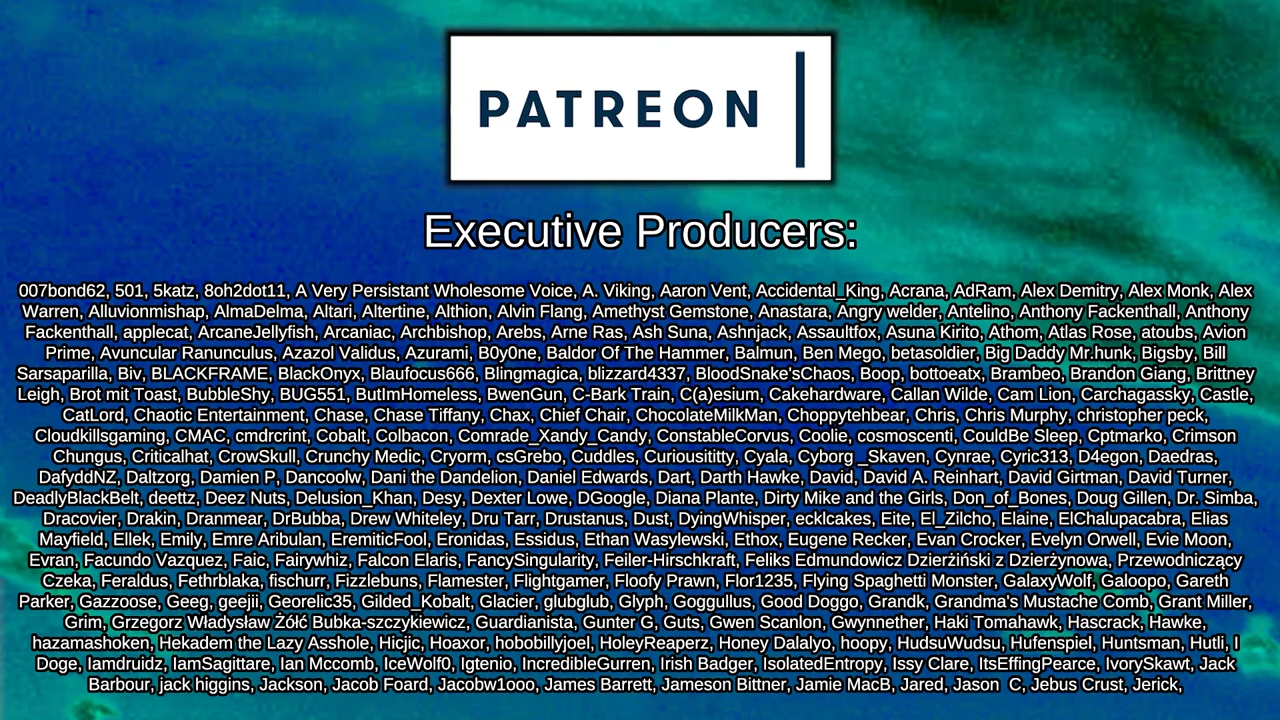 PATREON
Executive Producers:
007bond62, 501, 5katz, 8oh2dot11, A Very Persistant Wholesome Voice, A. Viking, Aaron Vent, Accidental_King, Acrana, AdRam, Alex Demitry, Alex Monk, Alex
Warren, Alluvionmishap, AlmaDelma, Altari, Altertine, Althion, Alvin Flang, Amethyst Gemstone, Anastara, Angry welder, Antelino, Anthony Fackenthall, Anthony
Fackenthall, applecat, ArcaneJellyfish, Arcaniac, Archbishop, Arebs, Arne Ras, Ash Suna, Ashnjack, Assaultfox, Asuna Kirito, Athom, Atlas Rose, atoubs, Avion
Prime, Avuncular Ranunculus, Azazol Validus, Azurami, B0y0ne, Baldor Of The Hammer, Balmun, Ben Mego, betasoldier, Big Daddy Mr.hunk, Bigsby, Bill
Sarsaparilla, Biv, BLACKFRAME, BlackOnyx, Blaufocus666, Blingmagica, blizzard4337, BloodSnake'sChaos, Boop, bottoeatx, Brambeo, Brandon Giang, Brittney
Leigh, Brot mit Toast, BubbleShy, BUG551, ButImHomeless, BwenGun, C-Bark Train, C(a)esium, Cakehardware, Callan Wilde, Cam Lion, Carchagassky, Castle,
CatLord, Chaotic Entertainment, Chase, Chase Tiffany, Chax, Chief Chair, ChocolateMilkMan, Choppytehbear, Chris, Chris Murphy, christopher peck,
Cloudkillsgaming, CMAC, cmdrcrint, Cobalt, Colbacon, Comrade_Xandy_Candy, ConstableCorvus, Coolie, cosmoscenti, CouldBe Sleep, Cptmarko, Crimson
Chungus, Criticalhat, CrowSkull, Crunchy Medic, Cryorm, csGrebo, Cuddles, Curiousititty, Cyala, Cyborg _Skaven, Cynrae, Cyric313, D4egon, Daedras,
DafyddNZ, Daltzorg, Damien P, Dancoolw, Dani the Dandelion, Daniel Edwards, Dart, Darth Hawke, David, David A. Reinhart, David Girtman, David Turner,
DeadlyBlackBelt, deettz, Deez Nuts, Delusion_Khan, Desy, Dexter Lowe, DGoogle, Diana Plante, Dirty Mike and the Girls, Don_of_Bones, Doug Gillen, Dr. Simba,
Dracovier, Drakin, Dranmear, DrBubba, Drew Whiteley, Dru Tarr, Drustanus, Dust, DyingWhisper, ecklcakes, Eite, El_Zilcho, Elaine, ElChalupacabra, Elias
Mayfield, Ellek, Emily, Emre Aribulan, EremiticFool, Eronidas, Essidus, Ethan Wasylewski, Ethox, Eugene Recker, Evan Crocker, Evelyn Orwell, Evie Moon,
Evran, Facundo Vazquez, Faic, Fairywhiz, Falcon Elaris, FancySingularity, Feiler-Hirschkraft, Feliks Edmundowicz Dzierżiński z Dzierżynowa, Przewodniczący
Czeka, Feraldus, Fethrblaka, fischurr, Fizzlebuns, Flamester, Flightgamer, Floofy Prawn, Flor1235, Flying Spaghetti Monster, GalaxyWolf, Galoopo, Gareth
Parker, Gazzoose, Geeg, geejii, Georelic35, Gilded_Kobalt, Glacier, glubglub, Glyph, Goggullus, Good Doggo, Grandk, Grandma's Mustache Comb, Grant Miller,
Grim, Grzegorz Władysław Żółć Bubka-szczykiewicz, Guardianista, Gunter G, Guts, Gwen Scanlon, Gwynnether, Haki Tomahawk, Hascrack, Hawke,
hazamashoken, Hekadem the Lazy Asshole, Hicjic, Hoaxor, hobobillyjoel, HoleyReaperz, Honey Dalalyo, hoopy, HudsuWudsu, Hufenspiel, Huntsman, Hutli, I
Doge, Iamdruidz, IamSagittare, Ian Mccomb, IceWolf0, Igtenio, IncredibleGurren, Irish Badger, IsolatedEntropy, Issy Clare, ItsEffingPearce, IvorySkawt, Jack
Barbour, jack higgins, Jackson, Jacob Foard, Jacobw1ooo, James Barrett, Jameson Bittner, Jamie MacB, Jared, Jason  C, Jebus Crust, Jerick,